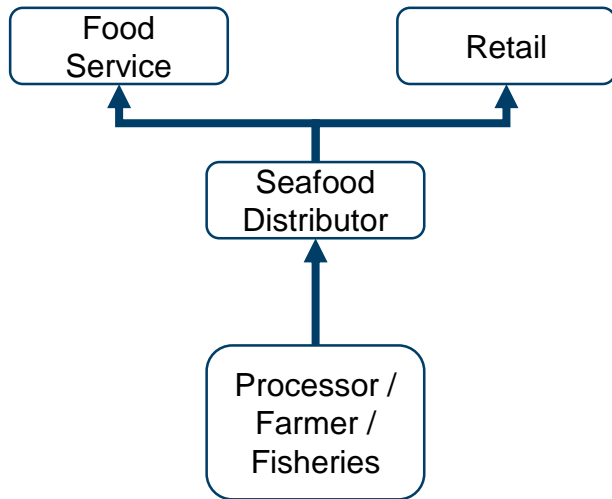 Food
Service
Retail
Seafood
Distributor
Processor /
Farmer /
Fisheries